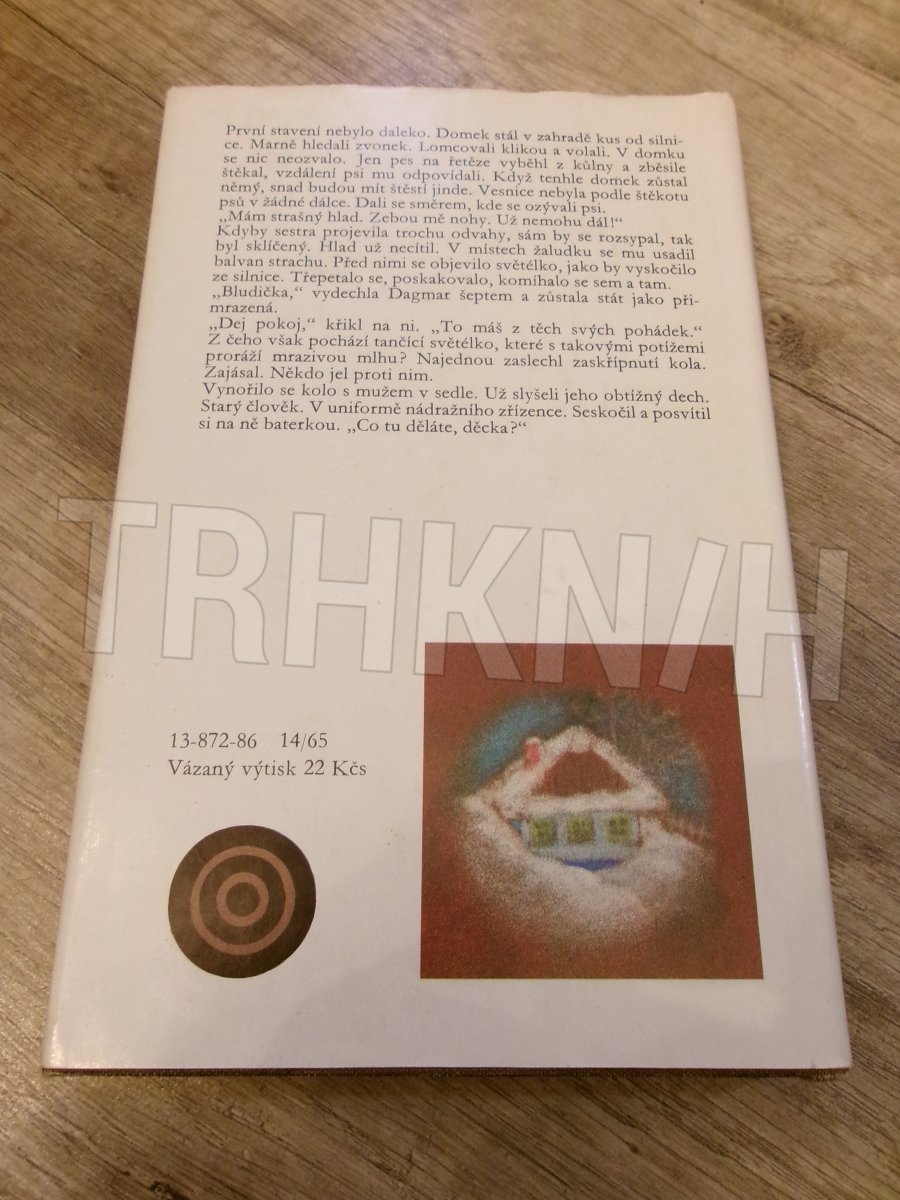 První stavení nebylo daleko. Domek stál v zahradě kus od silni-
ce. Marně hledali zvonek. Lomcovali klikou a volali. V domku
se nic neozvalo. Jen pes na řetěze vyběhl z kůlny a zběsile
štěkal, vzdálení psi mu odpovídali. Když tenhle domek zůstal
němý, snad budou mít štěstí jinde. Vesnice nebyla podle štěkotu
psů v žádné dálce. Dali se směrem, kde se ozývali psi.
„Mám strašný hlad. Zebou mě nohy. Už nemohu dál!“
Kdyby sestra projevila trochu odvahy, sám by se rozsypal, tak
byl sklíčený. Hlad už necítil. V místech žaludku se mu usadil
balvan strachu. Před nimi se objevilo světélko, jako by vyskočilo
ze silnice. Třepetalo se, poskakovalo, komíhalo se sem a tam.
„Bludička,“ vydechla Dagmar šeptem a zůstala stát jako při-
mrazená.
„Dej pokoj,“ křikl na ni. „To máš z těch svých pohádek.“
Z čeho však pochází tančící světélko, které s takovými potížemi
proráží mrazivou mlhu? Najednou zaslechl zaskřípnutí kola.
Zajásal. Někdo jel proti nim.
Vynořilo se kolo s mužem v sedle. Už slyšeli jeho obtížný dech.
Starý člověk. V uniformě nádražního zřízence. Seskočil a posvítil
si na ně baterkou. „Co tu děláte, děcka?“
TRHKN/H
13-872-86 14/65
Vázaný výtisk 22 Kčs